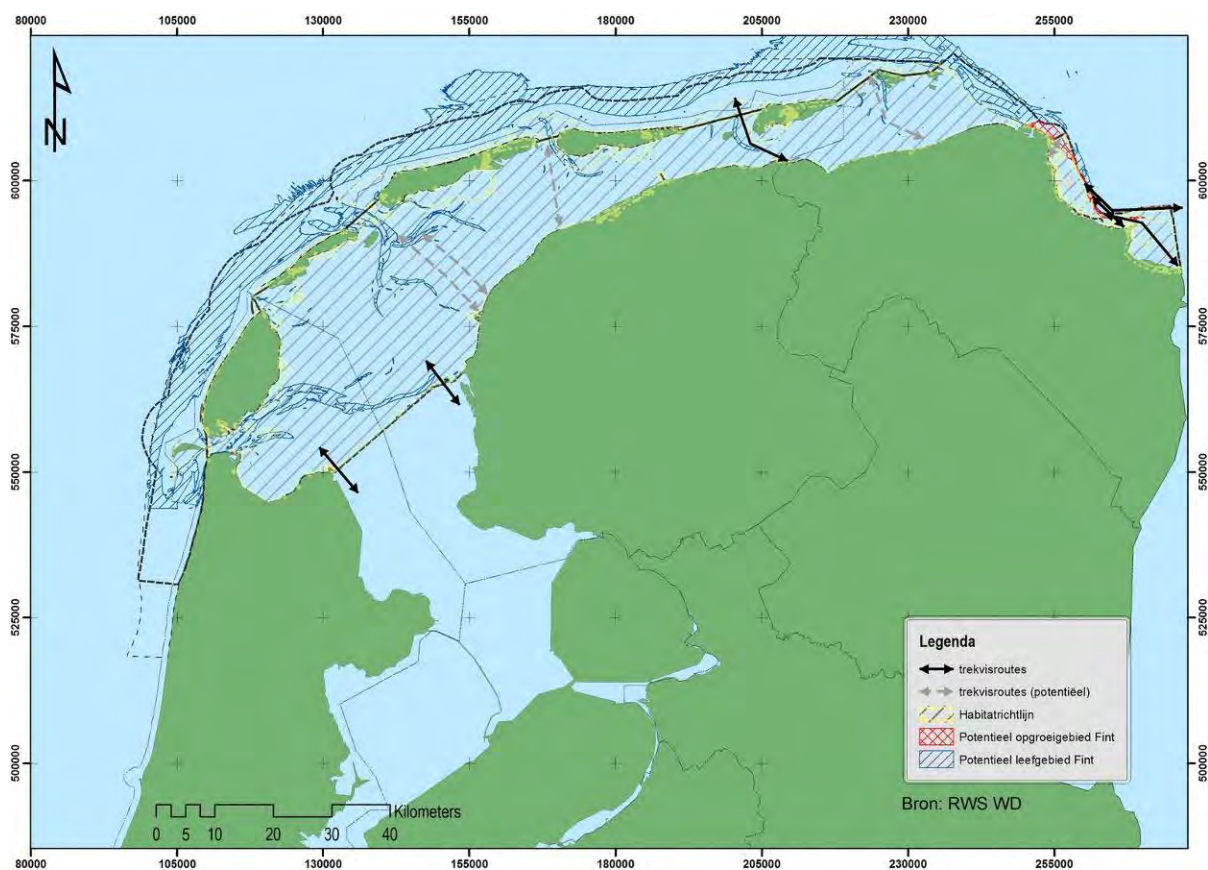 80000 105000 130000 155000 180000 205000 230000 255000
N
600000 600000
575000 575000
550000 550000
525000 525000
500000 500000
Legenda
trekvisroutes
trekvisroutes (potentiëel)
Habitatrichtlijn
Potentieel opgroeigebied Fint
Potentieel leefgebied Fint
Bron: RWS WD
Kilometers
0 5 10 20 30 40
80000 105000 130000 155000 180000 205000 230000 255000